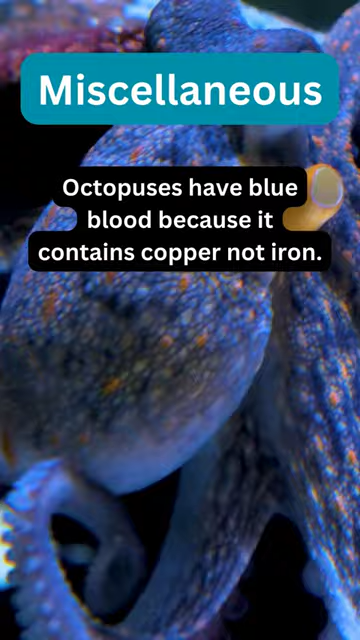 Miscellaneous
Octopuses have blue
blood because it
contains copper not iron.